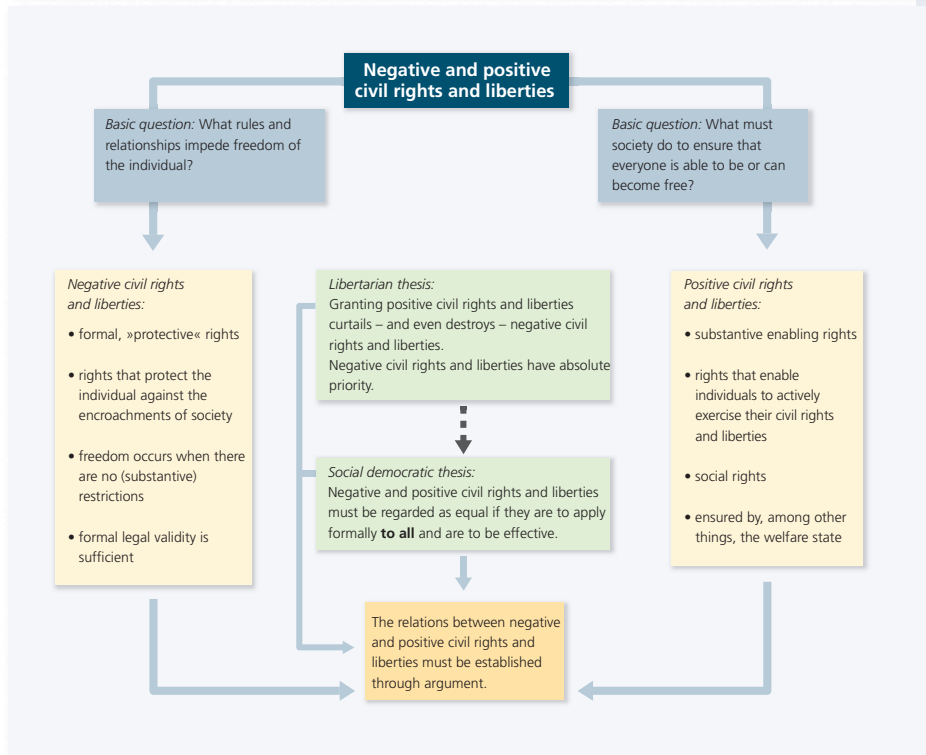 Negative and positive
civil rights and liberties
Basic question: What rules and
relationships impede freedom of
the individual?
Basic question: What must
society do to ensure that
everyone is able to be or can
become free?
Negative civil rights
and liberties:
• formal, »protective« rights
• rights that protect the
individual against the
encroachments of society
• freedom occurs when there
are no (substantive)
restrictions
• formal legal validity is
sufficient
Libertarian thesis:
Granting positive civil rights and liberties
curtails – and even destroys – negative civil
rights and liberties.
Negative civil rights and liberties have absolute
priority.
Social democratic thesis:
Negative and positive civil rights and liberties
must be regarded as equal if they are to apply
formally to all and are to be effective.
Positive civil rights
and liberties:
• substantive enabling rights
• rights that enable
individuals to actively
exercise their civil rights
and liberties
• social rights
• ensured by, among other
things, the welfare state
The relations between negative
and positive civil rights and
liberties must be established
through argument.